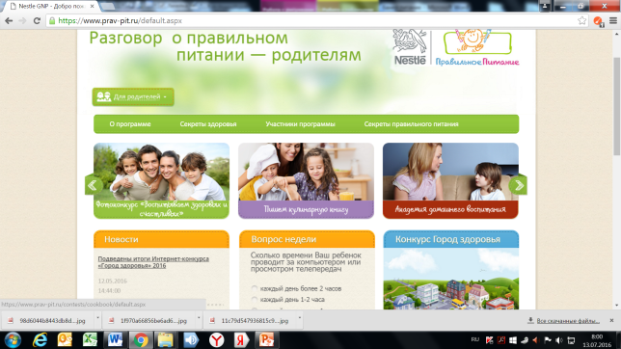 Nestle GNP - Добро пож
https://www.prav-pit.ru/default.aspx
Разговор о правильном
питании — родителям
Nestle
ПравильноеПитание
Для родителей
О программе
Секреты здоровье
Участники программы
Секреты правильного питания
Фотоконкурс «Воспитываем здоровых и
счастливых»
Пишем кулинарную книгу
Академия домашнего воспитания
Новости
Подведены итоги Интернет-конкурса
«Город здоровья» 2016
12.05.2016
14:44:00
Вопрос недели
Сколько времени Ваш ребенок
проводит за компьютером или
просмотром телепередач
каждый день более 2 часов
каждый день 1-2 часа
Конкурс Город здоровья
https://www.prav-pit.ru/contests/cookbook/default.aspx
98d6044b8443db8d....jpg
1f970a66856be6ad6....jpg
11c79d547936815c9....jpg
Все скачанные файлы...
RU
8:00
13.07.2016